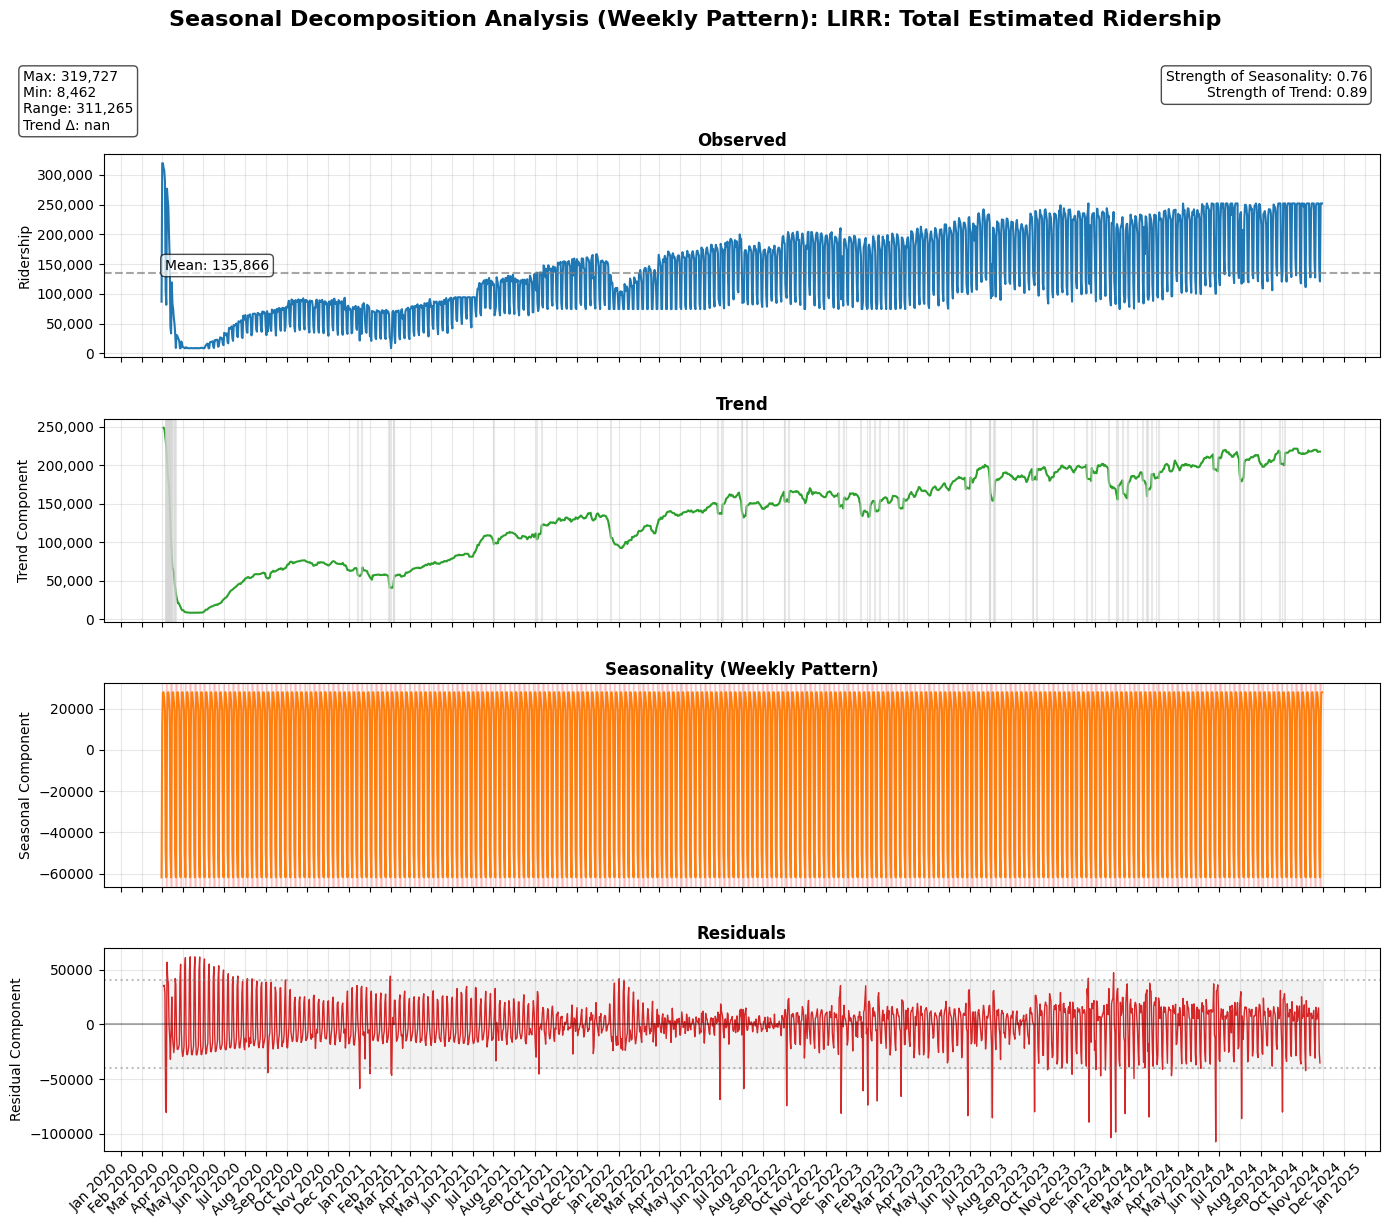 Seasonal Decomposition Analysis (Weekly Pattern): LIRR: Total Estimated Ridership
Max: 319,727
Min: 8,462
Range: 311,265
Trend Δ: nan
Strength of Seasonality: 0.76
Strength of Trend: 0.89
Observed
Ridership
300,000
250,000
200,000
150,000
100,000
50,000
0
Mean: 135,866
Trend
Trend Component
250,000
200,000
150,000
100,000
50,000
0
Seasonality (Weekly Pattern)
Seasonal Component
20000
0
−20000
−40000
−60000
Residuals
Residual Component
50000
0
−50000
−100000
Jan 2020
Feb 2020
Mar 2020
Apr 2020
May 2020
Jun 2020
Jul 2020
Aug 2020
Sep 2020
Oct 2020
Nov 2020
Dec 2020
Jan 2021
Feb 2021
Mar 2021
Apr 2021
May 2021
Jun 2021
Jul 2021
Aug 2021
Sep 2021
Oct 2021
Nov 2021
Dec 2021
Jan 2022
Feb 2022
Mar 2022
Apr 2022
May 2022
Jun 2022
Jul 2022
Aug 2022
Sep 2022
Oct 2022
Nov 2022
Dec 2022
Jan 2023
Feb 2023
Mar 2023
Apr 2023
May 2023
Jun 2023
Jul 2023
Aug 2023
Sep 2023
Oct 2023
Nov 2023
Dec 2023
Jan 2024
Feb 2024
Mar 2024
Apr 2024
May 2024
Jun 2024
Jul 2024
Aug 2024
Sep 2024
Oct 2024
Nov 2024
Dec 2024
Jan 2025